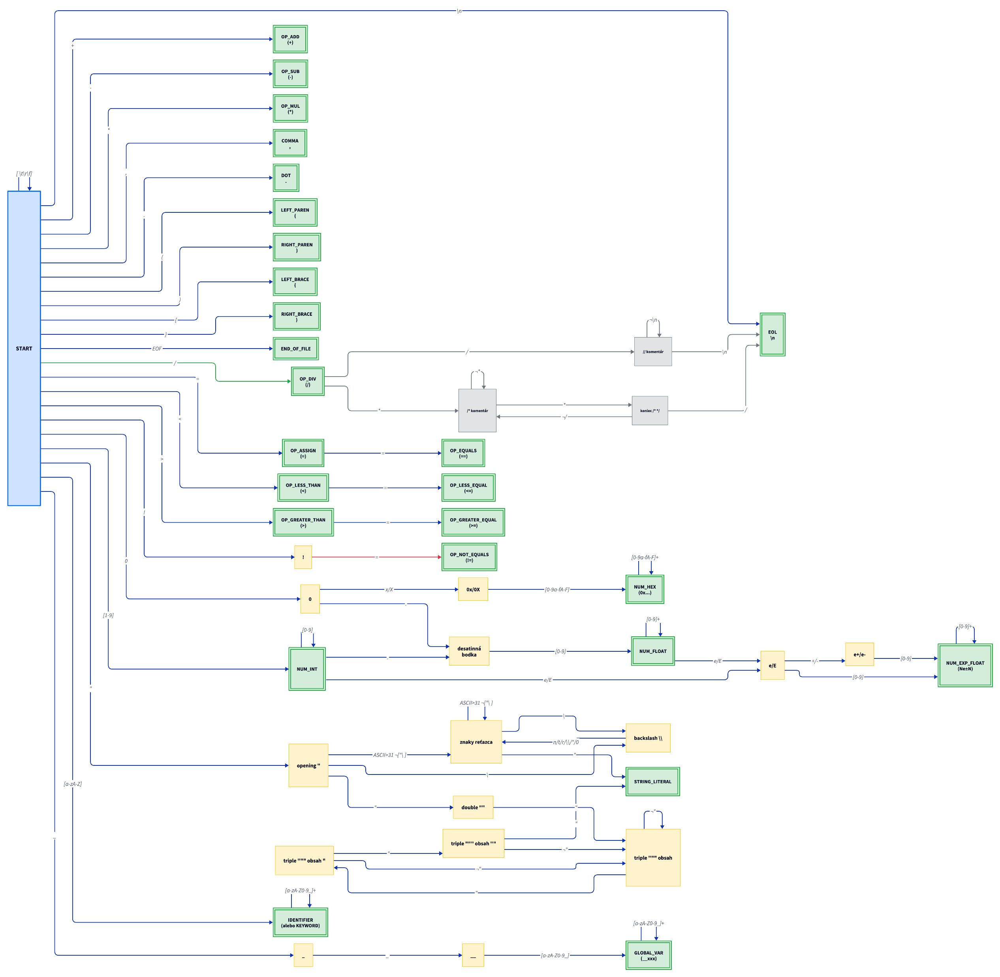 \n
OP_ADD
(+)
+
OP_SUB
(-)
-
OP_MUL
(*)
*
COMMA
,
,
[ \t\r\f]
DOT
.
.
LEFT_PAREN
(
(
RIGHT_PAREN
)
)
LEFT_BRACE
{
{
RIGHT_BRACE
}
}
START
EOF
END_OF_FILE
¬\n
// komentár
\n
EOL
\n
/
/
OP_DIV
(/)
*
¬*
/* komentár
*
¬/
koniec /* */
/
=
OP_ASSIGN
(=)
=
OP_EQUALS
(==)
<
OP_LESS_THAN
(<)
=
OP_LESS_EQUAL
(<=)
>
OP_GREATER_THAN
(>)
=
OP_GREATER_EQUAL
(>=)
!
!
=
OP_NOT_EQUALS
(!=)
0
0
x/X
0x/0X
[0-9a-fA-F]
[0-9a-fA-F]+
NUM_HEX
(0x...)
.
[1-9]
[0-9]
NUM_INT
.
desatinná
bodka
[0-9]
[0-9]+
NUM_FLOAT
e/E
e/E
e/E
+/-
e+/e-
[0-9]
[0-9]
[0-9]+
NUM_EXP_FLOAT
(Ne±N)
"
opening "
ASCII>31 ¬["\ ]
ASCII>31 ¬["\ ]
znaky reťazca
\
n/t/r/\\/"/0
backslash \\
"
\
STRING_LITERAL
"
double ""
"
"
¬"
triple """ obsah ""
¬"
triple """ obsah
triple """ obsah "
"
¬"
"
[a-zA-Z]
[a-zA-Z0-9_]+
IDENTIFIER
(alebo KEYWORD)
_
_
_
__
[a-zA-Z0-9_]
[a-zA-Z0-9_]+
GLOBAL_VAR
(__xxx)